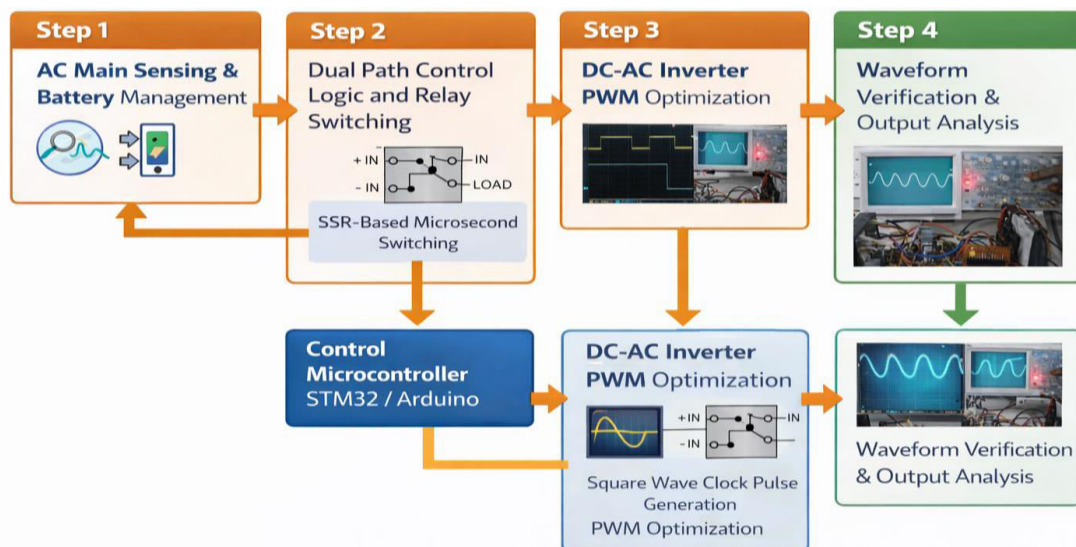 Step 1
AC Main Sensing &
Battery Management
Step 2
Dual Path Control
Logic and Relay
Switching
+ IN
IN
- IN
LOAD
SSR-Based Microsecond
Switching
Step 3
DC-AC Inverter
PWM Optimization
Step 4
Waveform
Verification &
Output Analysis
Control
Microcontroller
STM32 / Arduino
DC-AC Inverter
PWM Optimization
+IN
IN
-IN
Square Wave Clock Pulse
Generation
PWM Optimization
Waveform Verification
& Output Analysis